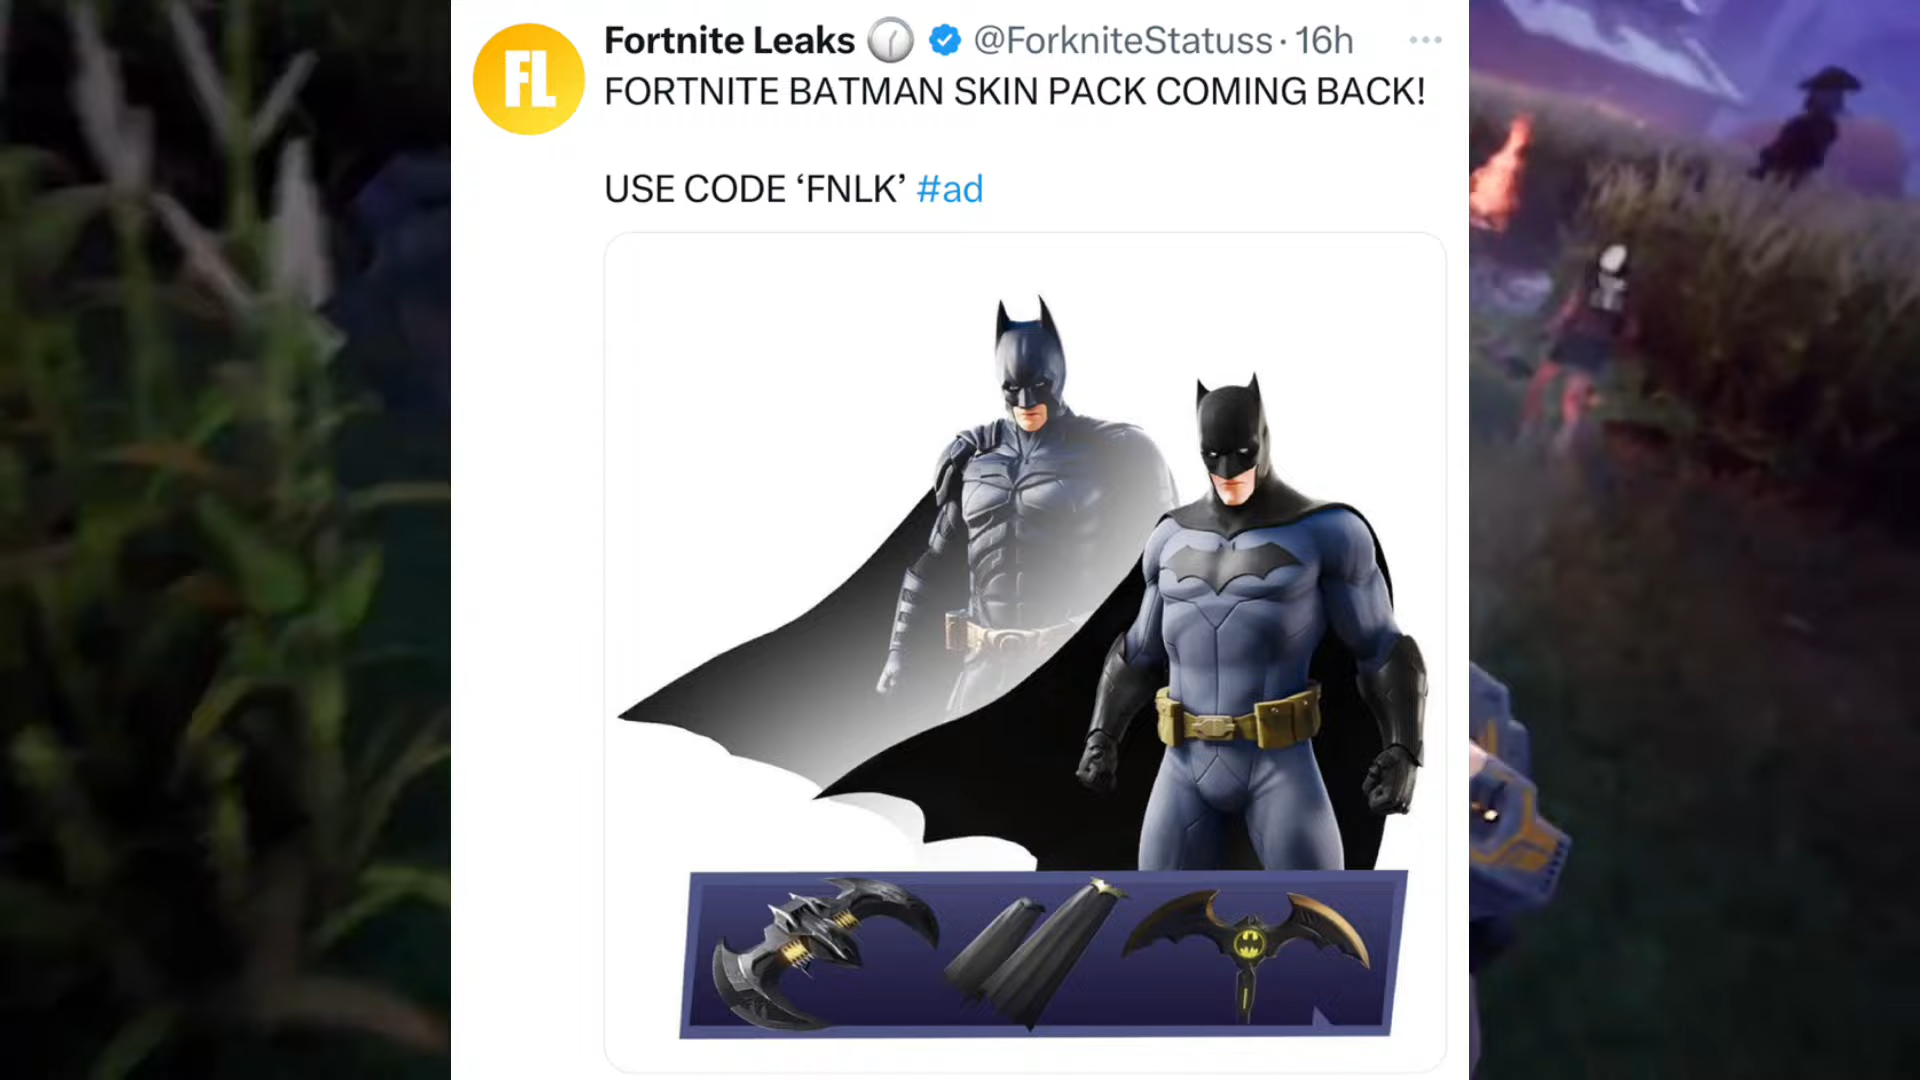 FL
Fortnite Leaks @ForkniteStatuss · 16h
FORTNITE BATMAN SKIN PACK COMING BACK!
USE CODE ‘FNLK’ #ad